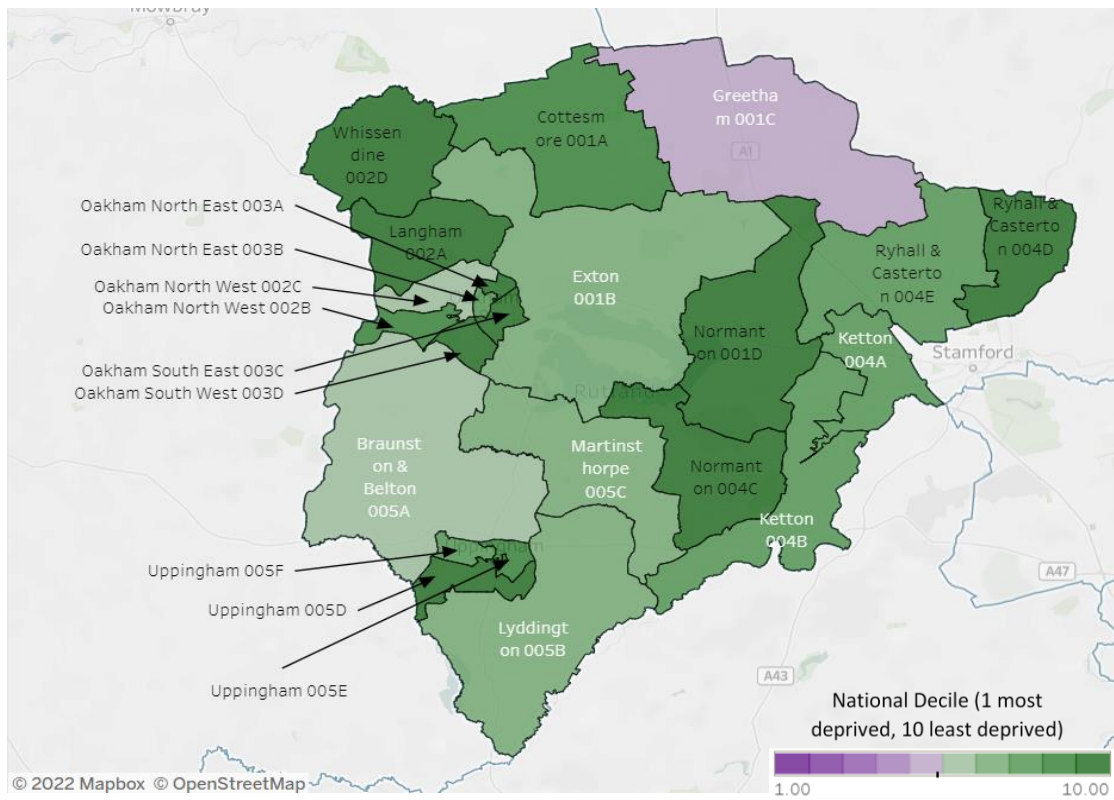 Mowbray
Greetha
m 001C
Cottesm
ore 001A
A1
Whissen
dine
002D
Oakham North East 003A
Langham
002A
Oakham North East 003B
Ryhall &
Casterto
n 004D
Ryhall &
Casterto
n 004E
Exton
001B
Oakham North West 002C
Oakham North West 002B
Normant
on 001D
Ketton
004A
Stamford
Oakham South East 003C
Oakham South West 003D
Rutland
Braunst
on &
Belton
005A
Martinst
horpe
005C
Normant
on 004C
Ketton
004B
Uppingham
Uppingham 005F
A47
Uppingham 005D
Lyddingt
on 005B
A43
Uppingham 005E
National Decile (1 most
deprived, 10 least deprived)
1.00
10.00
© 2022 Mapbox © OpenStreetMap